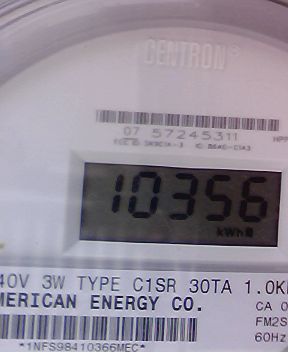 CENTRON®
07 57245311
10356
kWh
40V 3W TYPE C1SR 30TA 1.0K
MERICAN ENERGY CO.
CA 0
FM2S
60Hz
*1NFS98410366MEC*